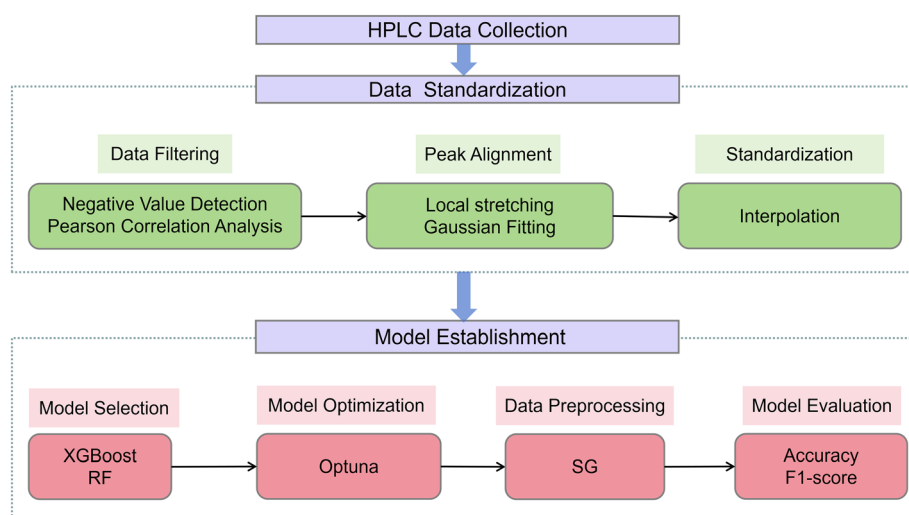 HPLC Data Collection
Data Standardization
Data Filtering
Peak Alignment
Standardization
Negative Value Detection
Pearson Correlation Analysis
Local stretching
Gaussian Fitting
Interpolation
Model Establishment
Model Selection
Model Optimization
Data Preprocessing
Model Evaluation
XGBoost
RF
Optuna
SG
Accuracy
F1-score